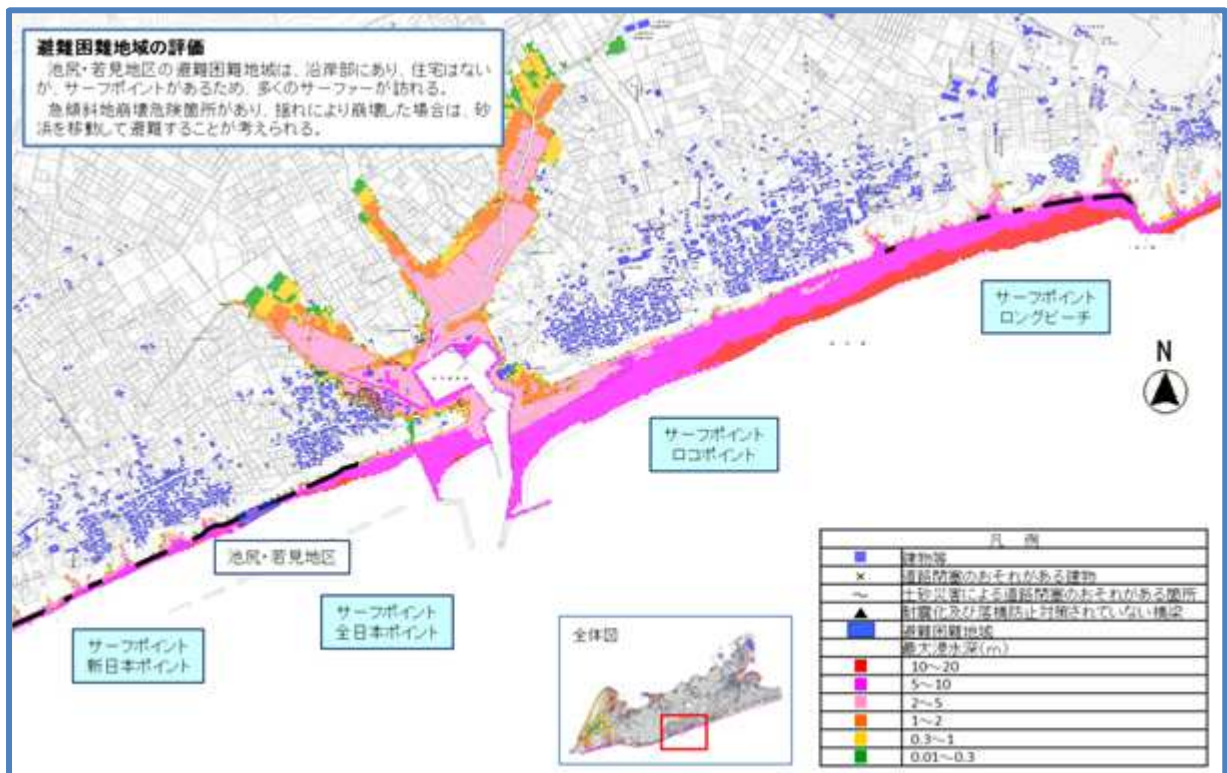 避難困難地域の評価
池尻・若見地区の避難困難地域は、沿岸部にあり、住宅はない
が、サーフポイントがあるため、多くのサーファーが訪れる。
急傾斜地崩壊危険箇所があり、揺れにより崩壊した場合は、砂
浜を移動して避難することが考えられる。
サーフポイント
ロングビーチ
N
サーフポイント
ロコポイント
池尻・若見地区
サーフポイント
全日本ポイント
サーフポイント
新日本ポイント
全体図
凡 例
建物等
道路閉塞のおそれがある建物
土砂災害による道路閉塞のおそれがある箇所
耐震化及び落橋防止対策されていない橋梁
避難困難地域
最大浸水深(m)
10～20
5～10
2～5
1～2
0.3～1
0.01～0.3